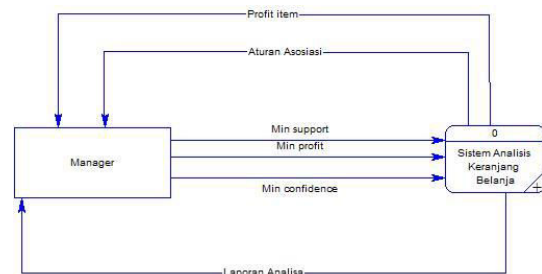 Profit item
Aturan Asosiasi
Min support
Min profit
Min confidence
Manager
0
Sistem Analisis
Keranjang
Belanja
Laporan Analisa